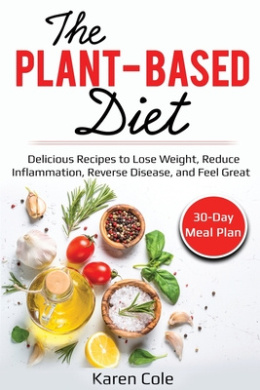 The
PLANT-BASED
Diet
Delicious Recipes to Lose Weight, Reduce
Inflammation, Reverse Disease, and Feel Great
30-Day
Meal Plan
Karen Cole